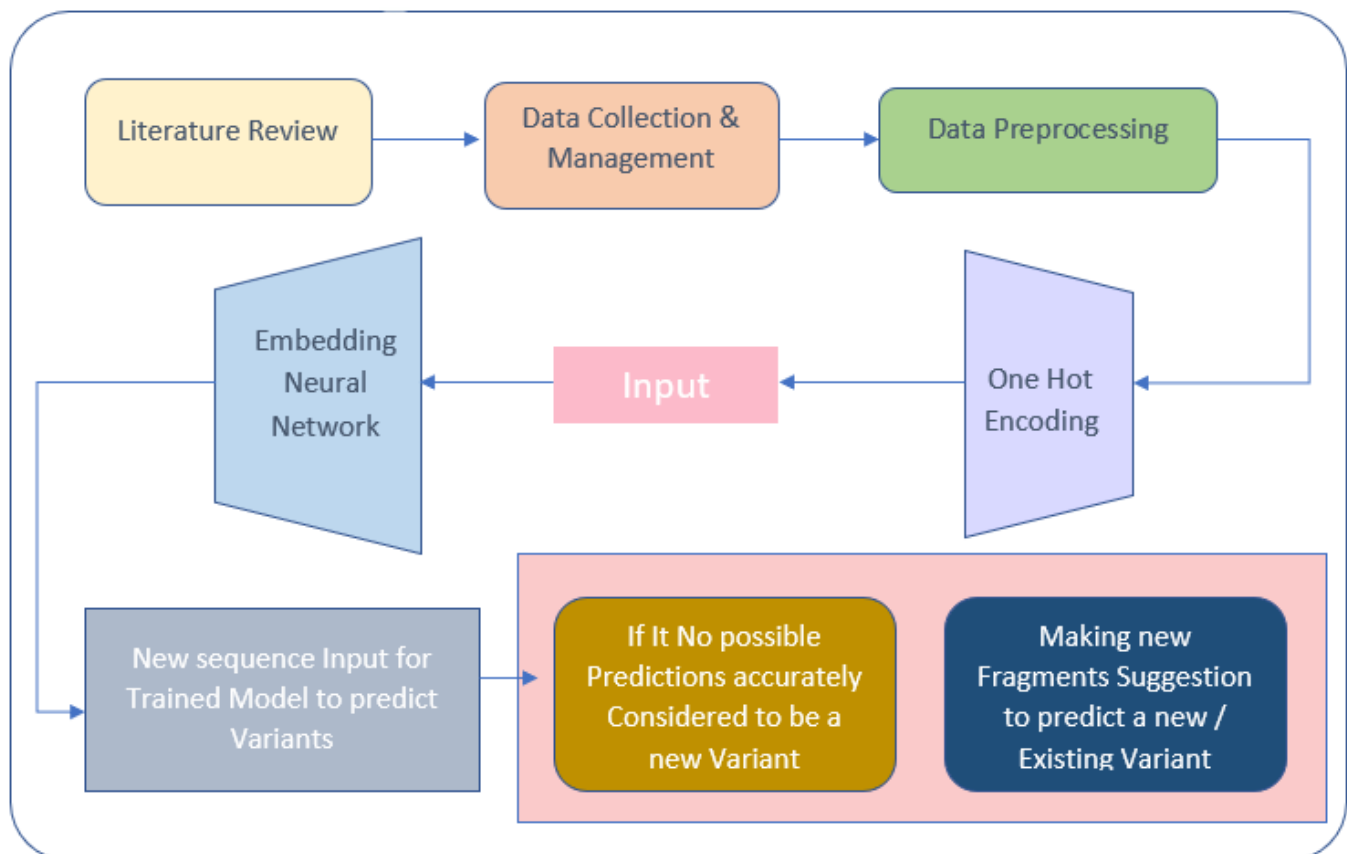 Literature Review
Data Collection &
Management
Data Preprocessing
Embedding
Neural
Network
Input
One Hot
Encoding
New sequence Input for
Trained Model to predict
Variants
If It No possible
Predictions accurately
Considered to be a
new Variant
Making new
Fragments Suggestion
to predict a new /
Existing Variant